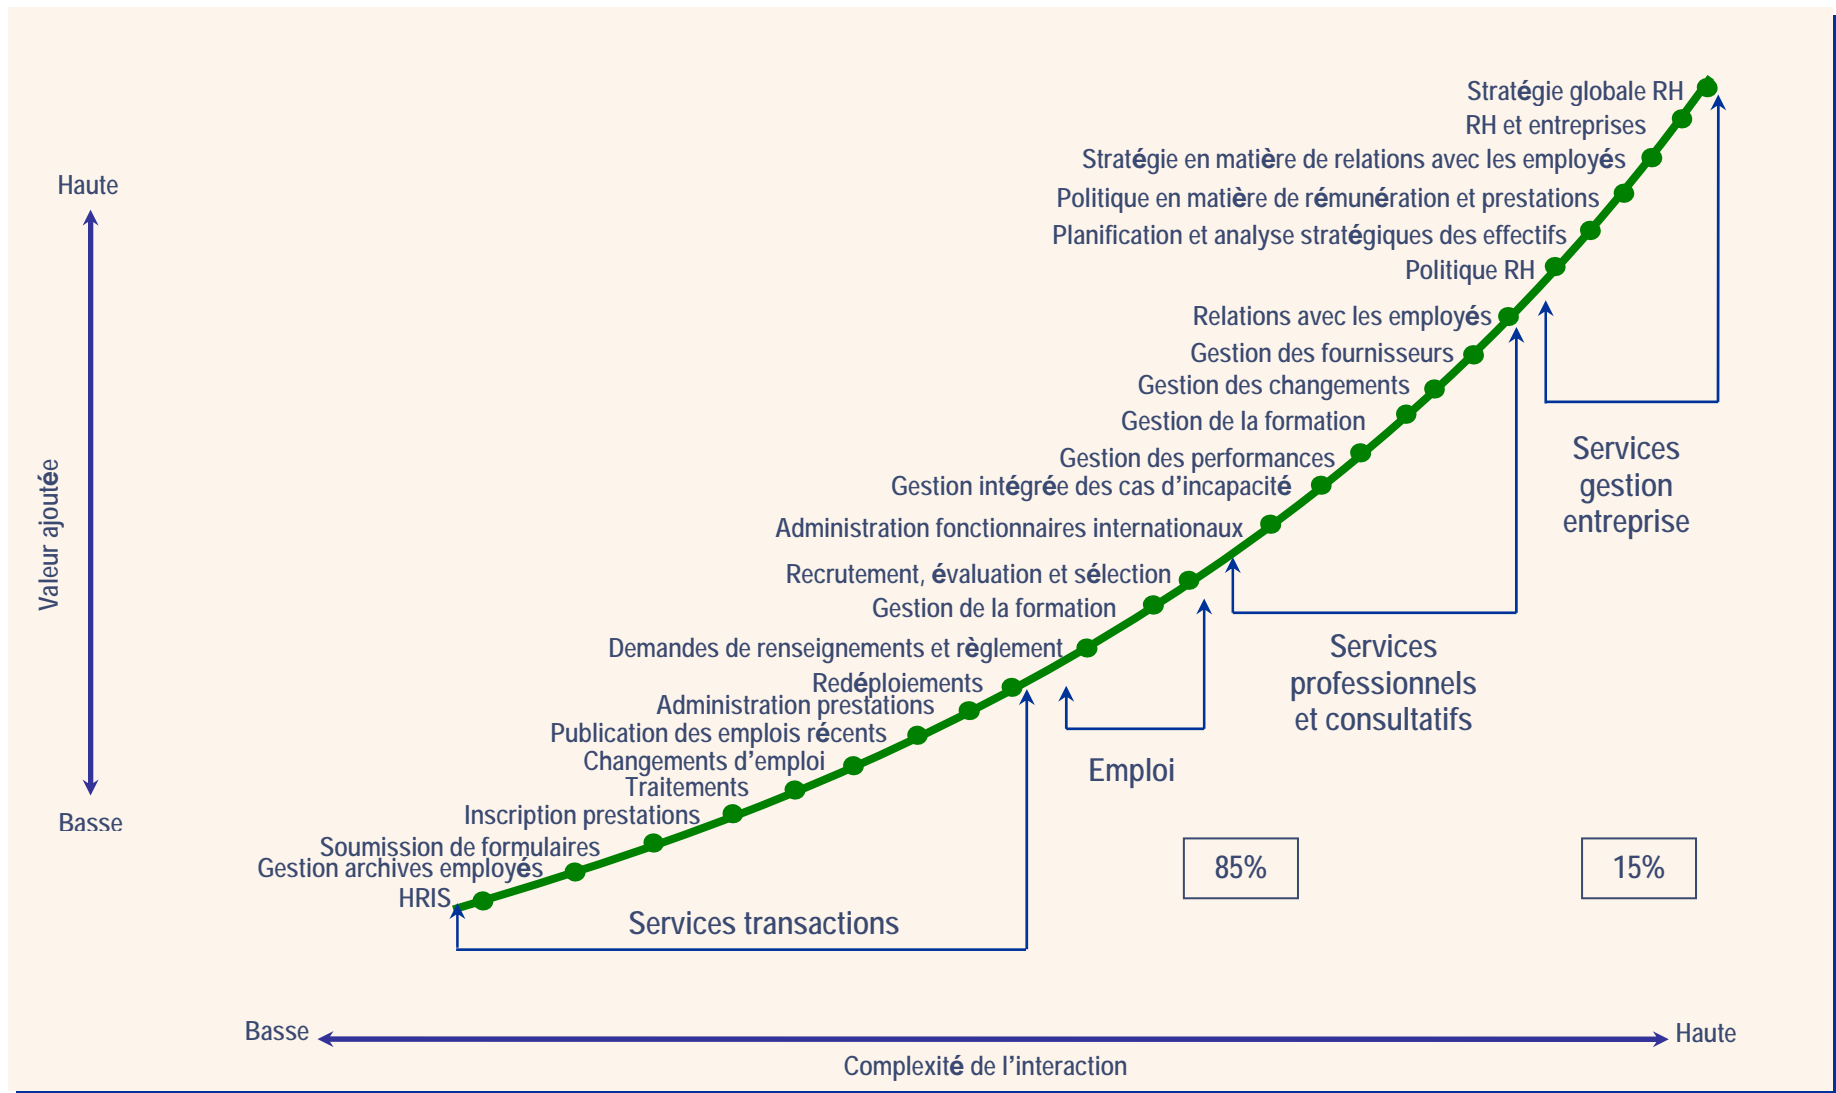 Stratégie globale RH
RH et entreprises
Stratégie en matière de relations avec les employés
Haute
Politique en matière de rémunération et prestations
Planification et analyse stratégiques des effectifs
Politique RH
Relations avec les employés
Gestion des fournisseurs
Gestion des changements
Gestion de la formation
Gestion des performances
Gestion intégrée des cas d'incapacité
Administration fonctionnaires internationaux
Recrutement, évaluation et sélection
Gestion de la formation
Demandes de renseignements et règlement
Redéploiements
Administration prestations
Publication des emplois récents
Changements d'emploi
Traitements
Inscription prestations
Soumission de formulaires
Gestion archives employés
HRIS
Valeur ajoutée
Basse
Services
gestion
entreprise
Services
professionnels
et consultatifs
Emploi
Services transactions
85%
15%
Basse
Haute
Complexité de l'interaction